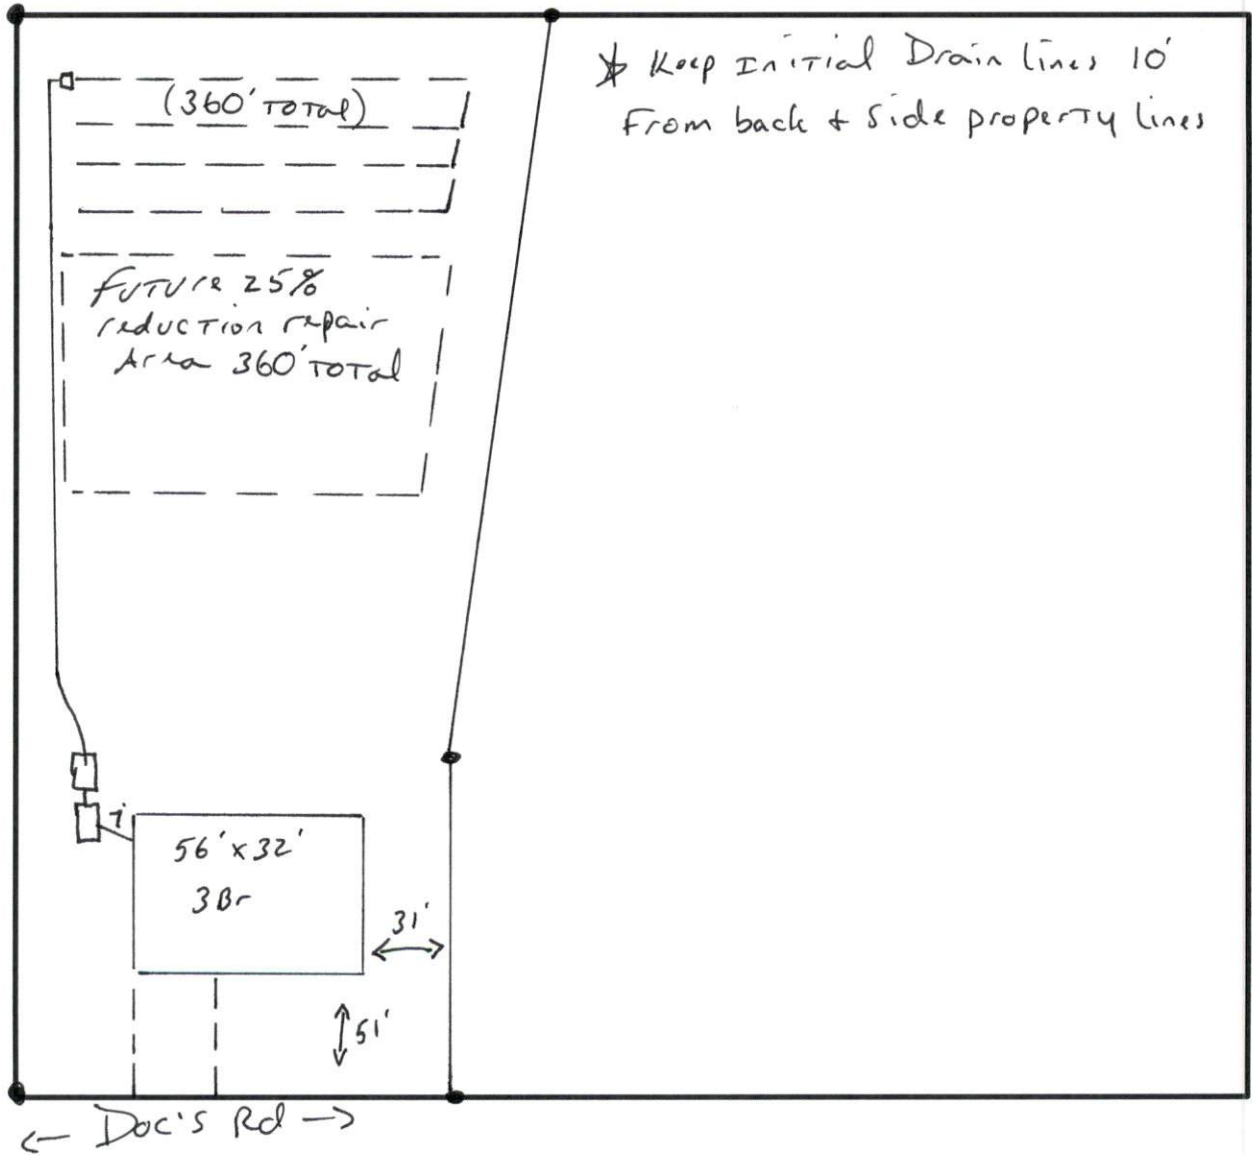 * Keep Initial Drain lines 10'
From back + side property lines
(360' TOTAL)
Future 25%
reduction repair
Area 360' TOTAL
56' x 32'
3Br
31'
51'
← Doc's Rd →